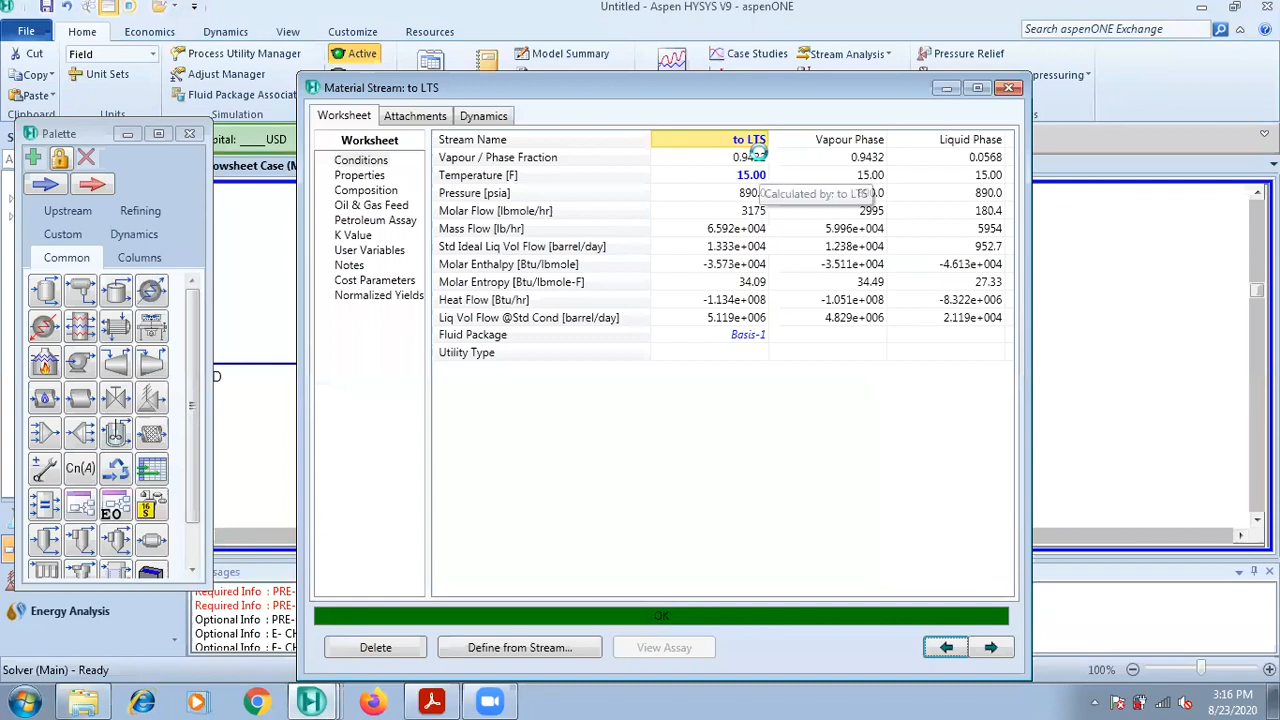 Untitled - Aspen HYSYS V9 - aspenONE
File Home Economics Dynamics View Customize Resources
Search aspenONE Exchange
Cut Field Process Utility Manager Active Model Summary Case Studies Stream Analysis Pressure Relief
Copy Unit Sets Adjust Manager
Paste Fluid Package Associat
Clipboard Simulation
Material Stream: to LTS
Worksheet Attachments Dynamics
Palette
Upstream Refining
Custom Dynamics
Common Columns
Cn(A)
EO
16
S
Worksheet
Conditions
Properties
Composition
Oil & Gas Feed
Petroleum Assay
K Value
User Variables
Notes
Cost Parameters
Normalized Yields
Stream Name to LTS Vapour Phase Liquid Phase
Vapour / Phase Fraction 0.9432 0.9432 0.0568
Temperature [F] 15.00 15.00 15.00
Pressure [psia] 890.0 890.0
Calculated by: to LTS
Molar Flow [lbmole/hr] 3175 2995 180.4
Mass Flow [lb/hr] 6.592e+004 5.996e+004 5954
Std Ideal Liq Vol Flow [barrel/day] 1.333e+004 1.238e+004 952.7
Molar Enthalpy [Btu/lbmole] -3.573e+004 -3.511e+004 -4.613e+004
Molar Entropy [Btu/lbmole-F] 34.09 34.49 27.33
Heat Flow [Btu/hr] -1.134e+008 -1.051e+008 -8.322e+006
Liq Vol Flow @Std Cond [barrel/day] 5.119e+006 4.829e+006 2.119e+004
Fluid Package Basis-1
Utility Type
OK
Delete Define from Stream... View Assay
Required Info : PRE-
Required Info : PRE-
Optional Info : PRE-
Optional Info : E- CH
Optional Info : E-
Energy Analysis
Solver (Main) - Ready
100%
3:16 PM
8/23/2020